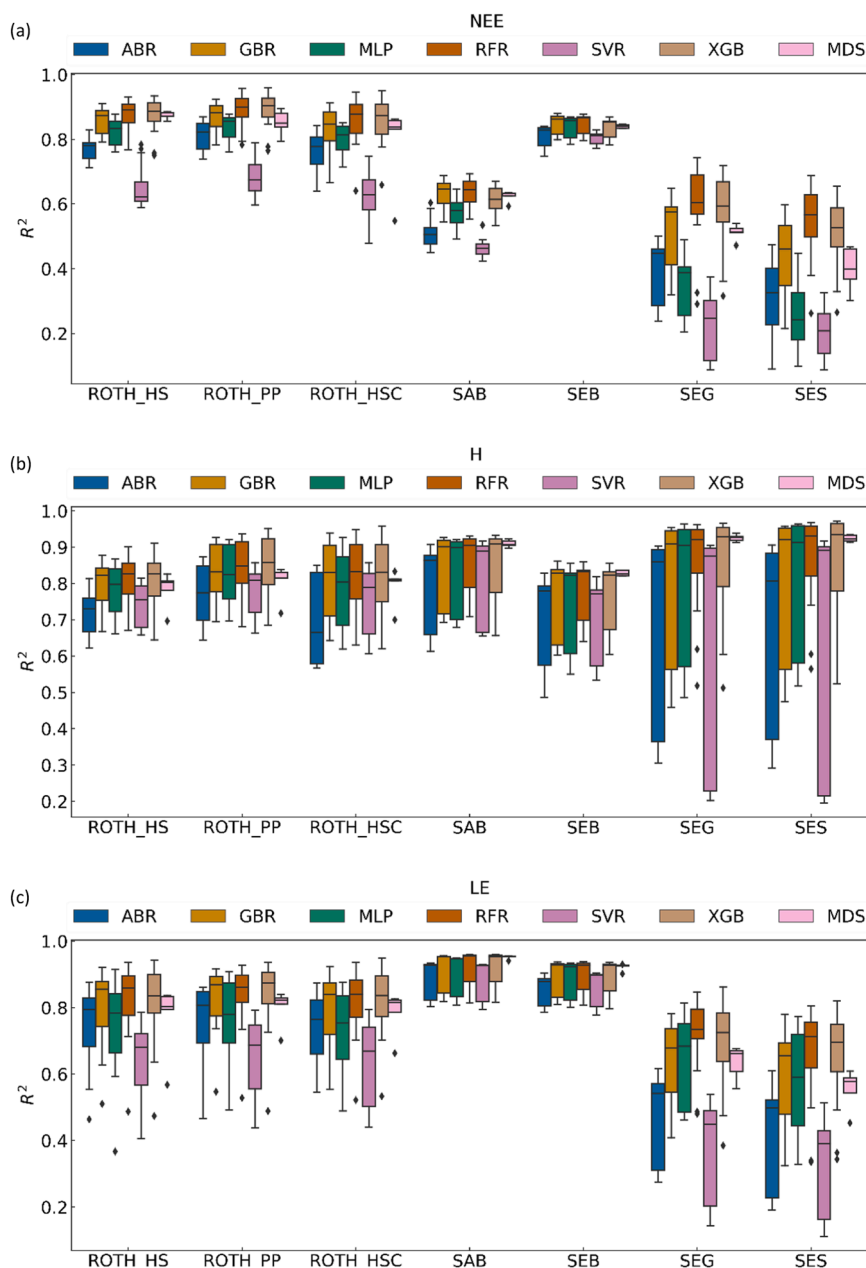 (a)
NEE
ABR GBR MLP RFR SVR XGB MDS
1.0
0.8
0.6
0.4
0.2
R²
ROTH_HS ROTH_PP ROTH_HSC SAB SEB SEG SES
(b)
H
ABR GBR MLP RFR SVR XGB MDS
1.0
0.9
0.8
0.7
0.6
0.5
0.4
0.3
0.2
R²
ROTH_HS ROTH_PP ROTH_HSC SAB SEB SEG SES
(c)
LE
ABR GBR MLP RFR SVR XGB MDS
1.0
0.8
0.6
0.4
0.2
R²
ROTH_HS ROTH_PP ROTH_HSC SAB SEB SEG SES